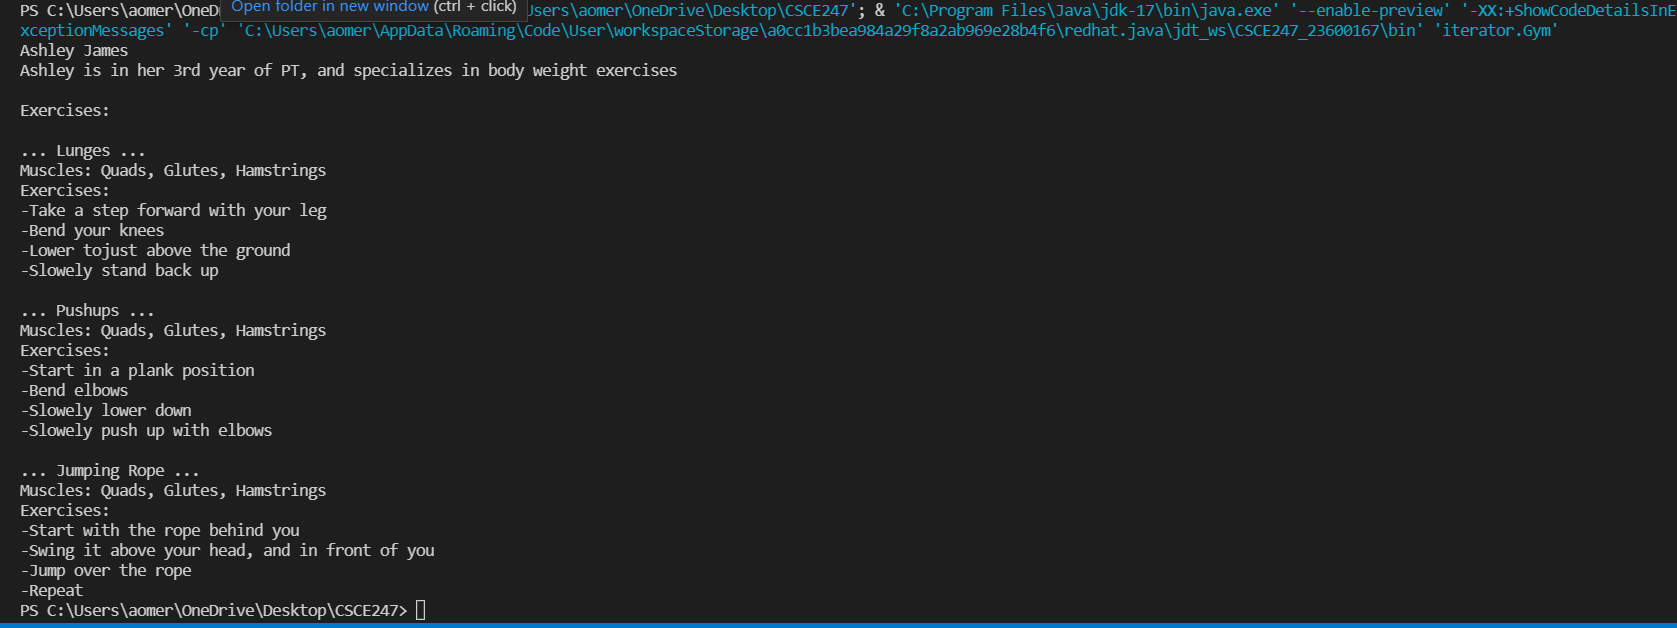 PS C:\Users\aomer\OneD Open folder in new window (ctrl + click) Jsers\aomer\OneDrive\Desktop\CSCE247'; & 'C:\Program Files\Java\jdk-17\bin\java.exe' '--enable-preview' '-XX:+ShowCodeDetailsInE
xceptionMessages' '-cp' 'C:\Users\aomer\AppData\Roaming\Code\User\workspaceStorage\a0cc1b3bea984a29f8a2ab969e28b4f6\redhat.java\jdt_ws\CSCE247_23600167\bin' 'iterator.Gym'
Ashley James
Ashley is in her 3rd year of PT, and specializes in body weight exercises
Exercises:
... Lunges ...
Muscles: Quads, Glutes, Hamstrings
Exercises:
-Take a step forward with your leg
-Bend your knees
-Lower tojust above the ground
-Slowely stand back up
... Pushups ...
Muscles: Quads, Glutes, Hamstrings
Exercises:
-Start in a plank position
-Bend elbows
-Slowely lower down
-Slowely push up with elbows
... Jumping Rope ...
Muscles: Quads, Glutes, Hamstrings
Exercises:
-Start with the rope behind you
-Swing it above your head, and in front of you
-Jump over the rope
-Repeat
PS C:\Users\aomer\OneDrive\Desktop\CSCE247>